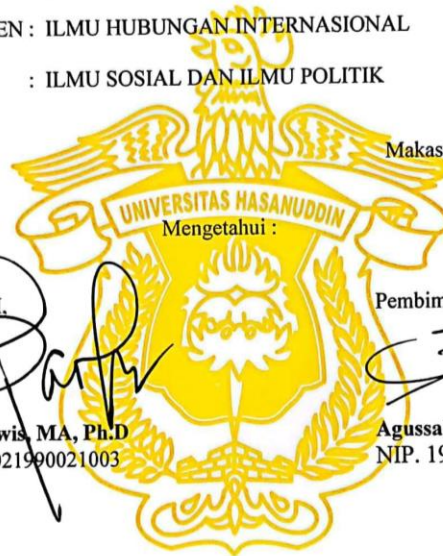 EN : ILMU HUBUNGAN INTERNASIONAL
: ILMU SOSIAL DAN ILMU POLITIK
Makas
UNIVERSITAS HASANUDDIN
Mengetahui :
I.
Pembim
wis, MA, Ph.D
021990021003
Agussa
NIP. 19